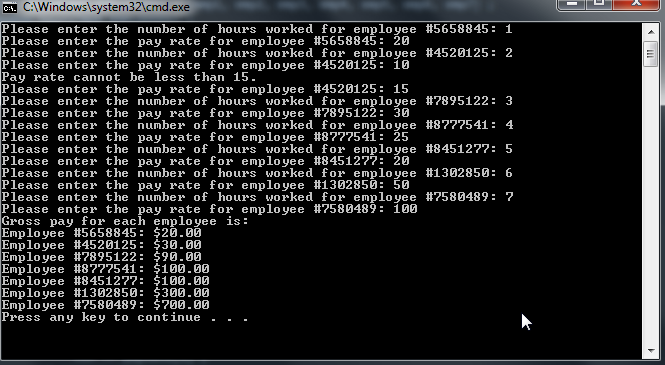 C:\Windows\system32\cmd.exe
Please enter the number of hours worked for employee #5658845: 1
Please enter the pay rate for employee #5658845: 20
Please enter the number of hours worked for employee #4520125: 2
Please enter the pay rate for employee #4520125: 10
Pay rate cannot be less than 15.
Please enter the pay rate for employee #4520125: 15
Please enter the number of hours worked for employee #7895122: 3
Please enter the pay rate for employee #7895122: 30
Please enter the number of hours worked for employee #8777541: 4
Please enter the pay rate for employee #8777541: 25
Please enter the number of hours worked for employee #8451277: 5
Please enter the pay rate for employee #8451277: 20
Please enter the number of hours worked for employee #1302850: 6
Please enter the pay rate for employee #1302850: 50
Please enter the number of hours worked for employee #7580489: 7
Please enter the pay rate for employee #7580489: 100
Gross pay for each employee is:
Employee #5658845: $20.00
Employee #4520125: $30.00
Employee #7895122: $90.00
Employee #8777541: $100.00
Employee #8451277: $100.00
Employee #1302850: $300.00
Employee #7580489: $700.00
Press any key to continue . . .